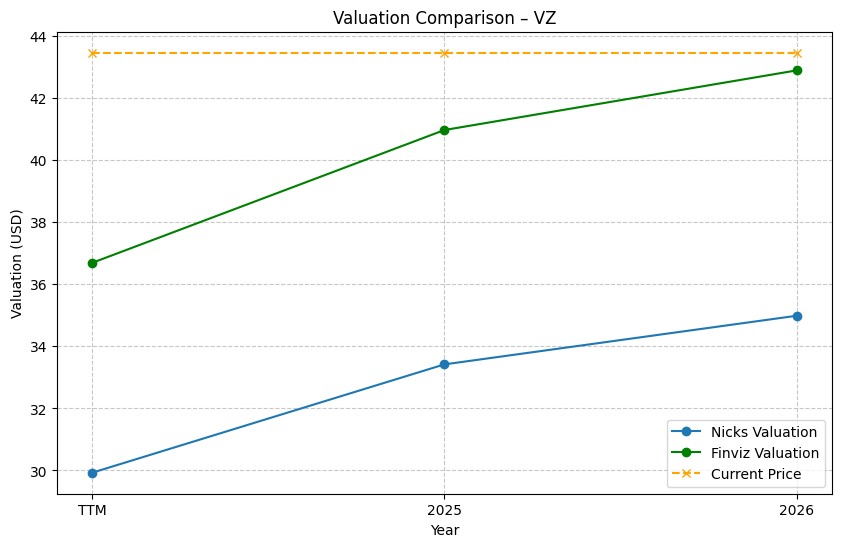 Valuation Comparison – VZ
Valuation (USD)
44
42
40
38
36
34
32
30
Nicks Valuation
Finviz Valuation
Current Price
TTM 2025 2026
Year